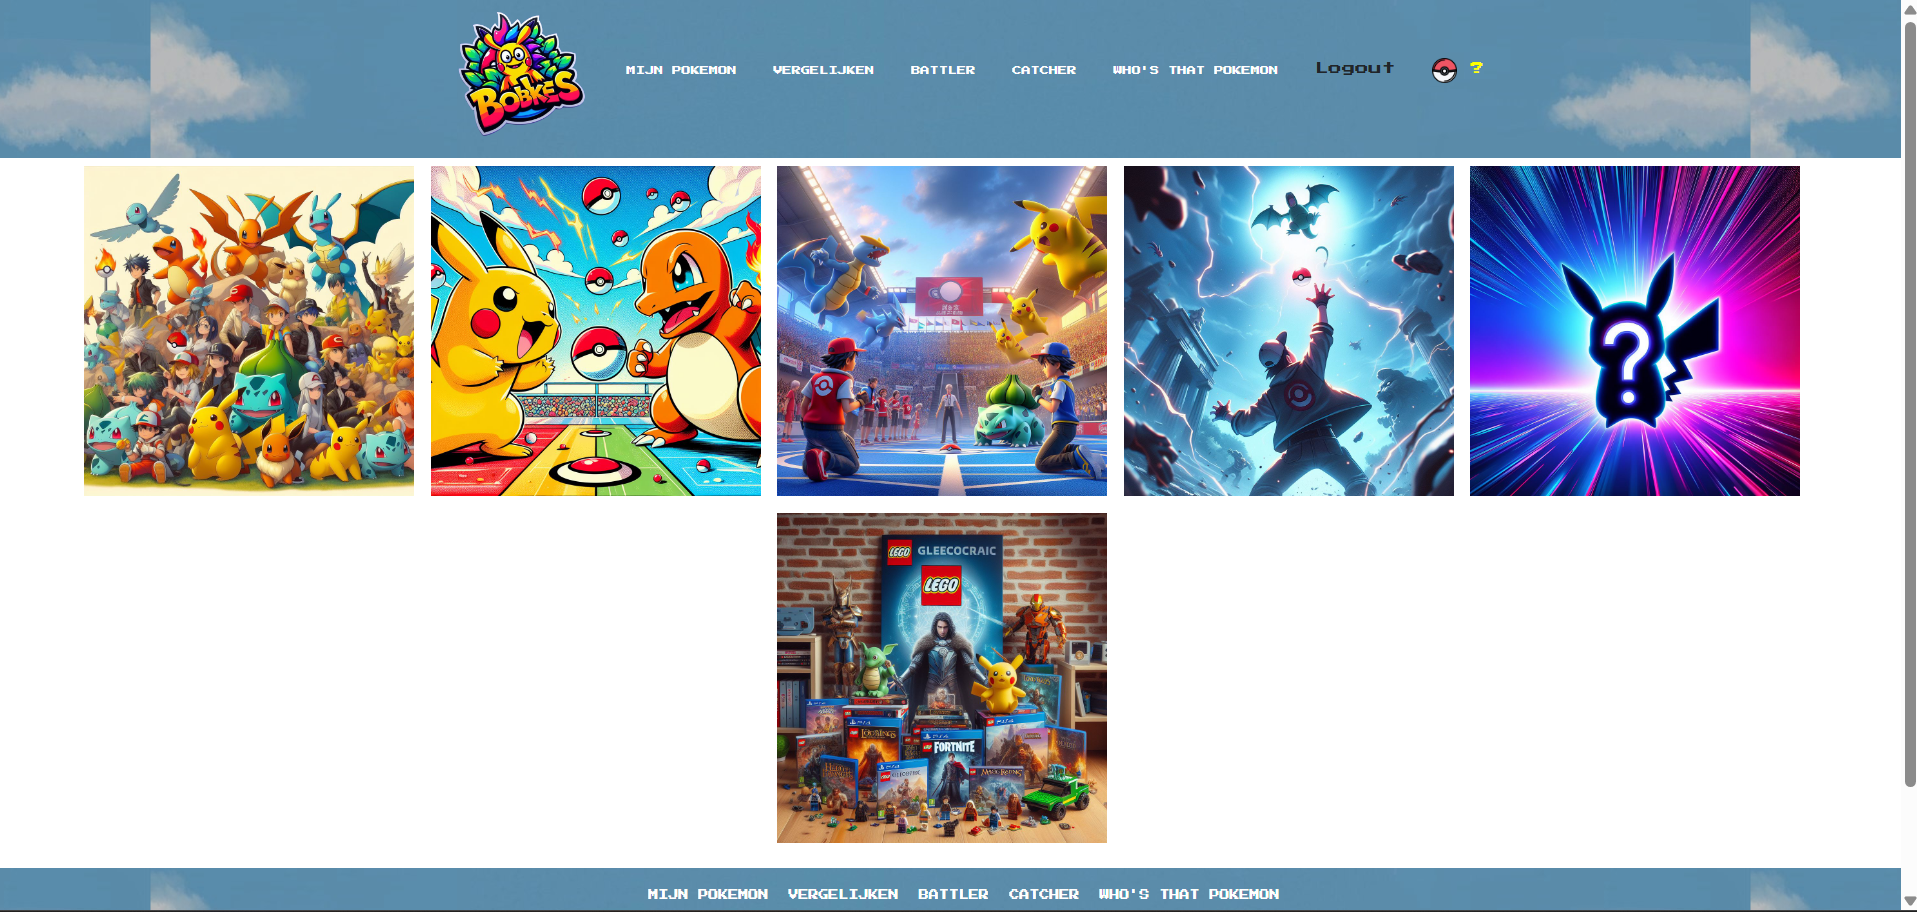 BOBKES
MIJN POKEMON
VERGELIJKEN
BATTLER
CATCHER
WHO'S THAT POKEMON
Logout
?
?
LEGO GLEECOCRAIC
LEGO
FORTNITE
MIJN POKEMON
VERGELIJKEN
BATTLER
CATCHER
WHO'S THAT POKEMON